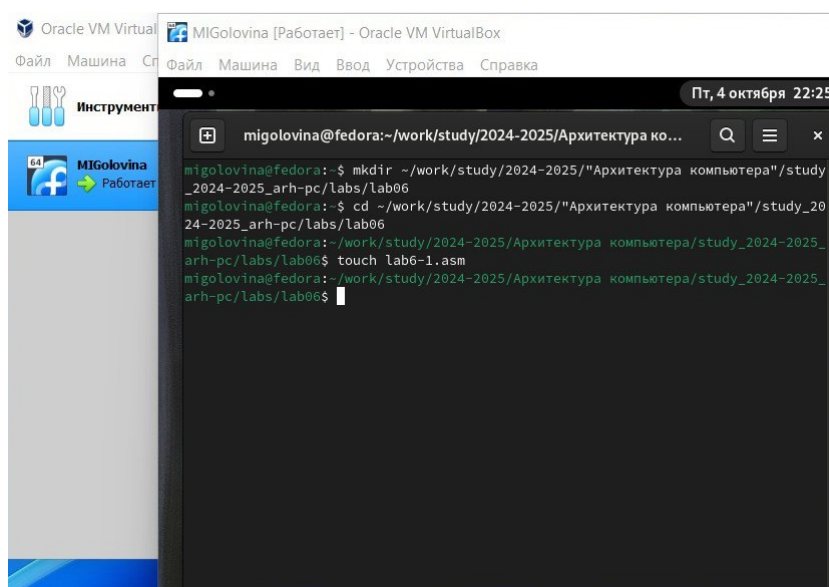 Oracle VM Virtual
Файл Машина Сп
Инструмент
64
MIGolovina
Работает
MIGolovina [Работает] - Oracle VM VirtualBox
Файл Машина Вид Ввод Устройства Справка
Пт, 4 октября 22:25
migolovina@fedora:~/work/study/2024-2025/Архитектура ко...
migolovina@fedora:~$ mkdir ~/work/study/2024-2025/"Архитектура компьютера"/study
_2024-2025_arh-pc/labs/lab06
migolovina@fedora:~$ cd ~/work/study/2024-2025/"Архитектура компьютера"/study_20
24-2025_arh-pc/labs/lab06
migolovina@fedora:~/work/study/2024-2025/Архитектура компьютера/study_2024-2025_
arh-pc/labs/lab06$ touch lab6-1.asm
migolovina@fedora:~/work/study/2024-2025/Архитектура компьютера/study_2024-2025_
arh-pc/labs/lab06$